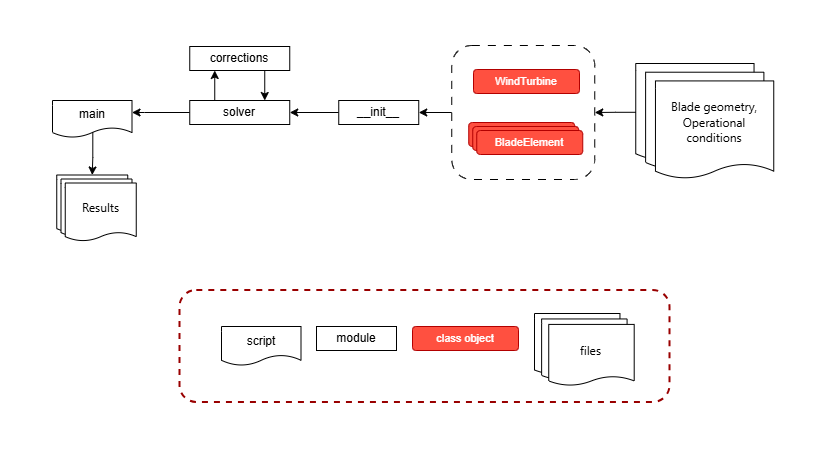 corrections
WindTurbine
main
solver
__init__
Blade geometry,
Operational
conditions
BladeElement
Results
script
module
class object
files